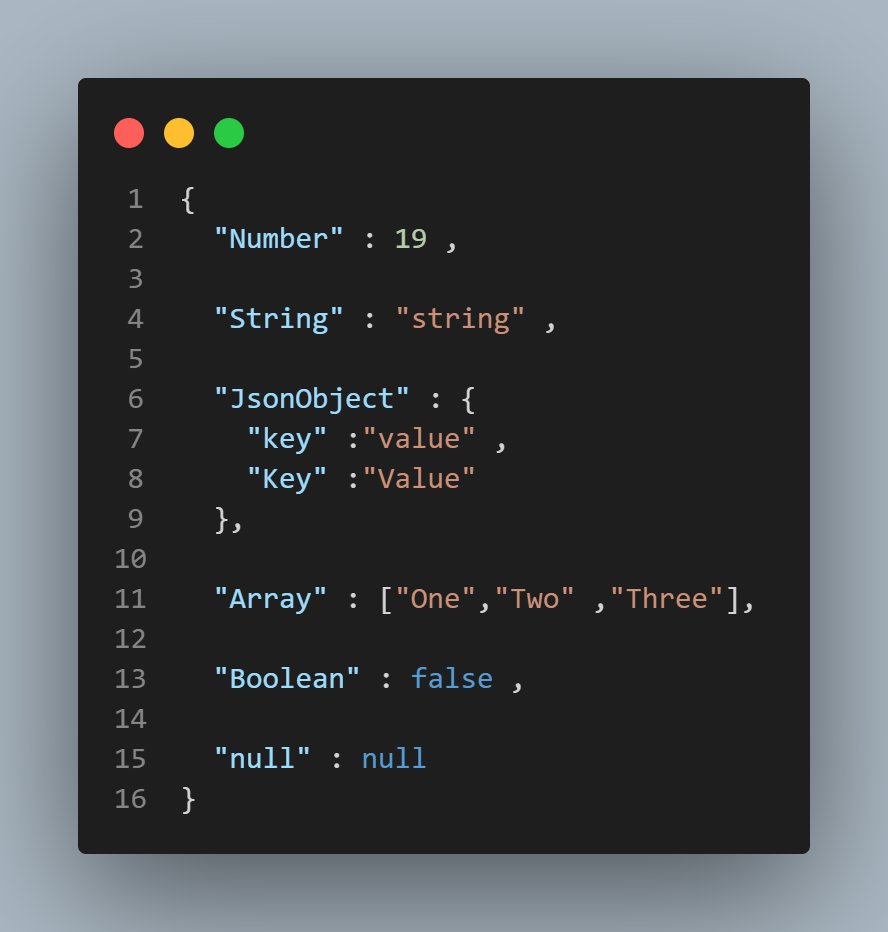 1 {
2   "Number" : 19 ,
3
4   "String" : "string" ,
5
6   "JsonObject" : {
7     "key" :"value" ,
8     "Key" :"Value"
9   },
10
11   "Array" : ["One","Two" ,"Three"],
12
13   "Boolean" : false ,
14
15   "null" : null
16 }